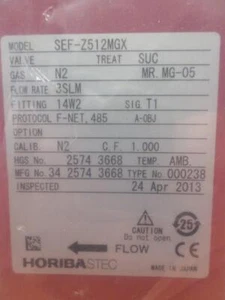 MODEL SEF-Z512MGX
VALVE TREAT SUC
GAS N2 MR.MG-05
FLOW RATE 3SLM
FITTING 14W2 SIG.T1
PROTOCOL F-NET,485 A-OBJ
OPTION
CALIB. N2 C.F. 1.000
MGS.No. 2574 3668 TEMP. AMB.
MFG No. 34 2574 3668 TYPE No. 000238
INSPECTED 24 Apr 2013
CAUTION
Do not open
25
FLOW
HORIBASTEC
MADE IN JAPAN